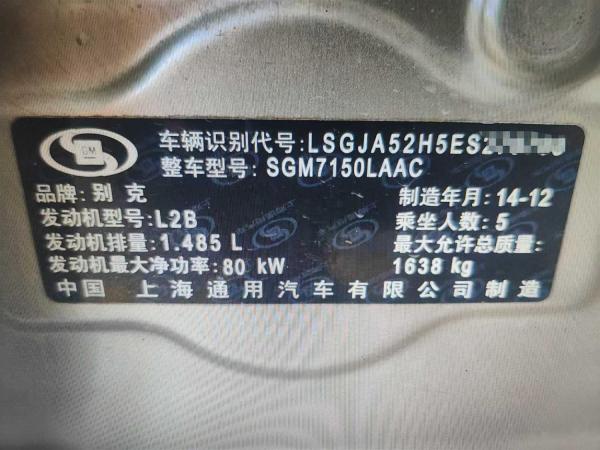 GM
车辆识别代号:LSGJA52H5ES
整车型号: SGM7150LAAC
品牌: 别 克
制造年月: 14-12
发动机型号: L2B
乘坐人数: 5
发动机排量: 1.485 L
最大允许总质量:
发动机最大净功率: 80 kW
1638 kg
中国 上海通用汽车有限公司制造